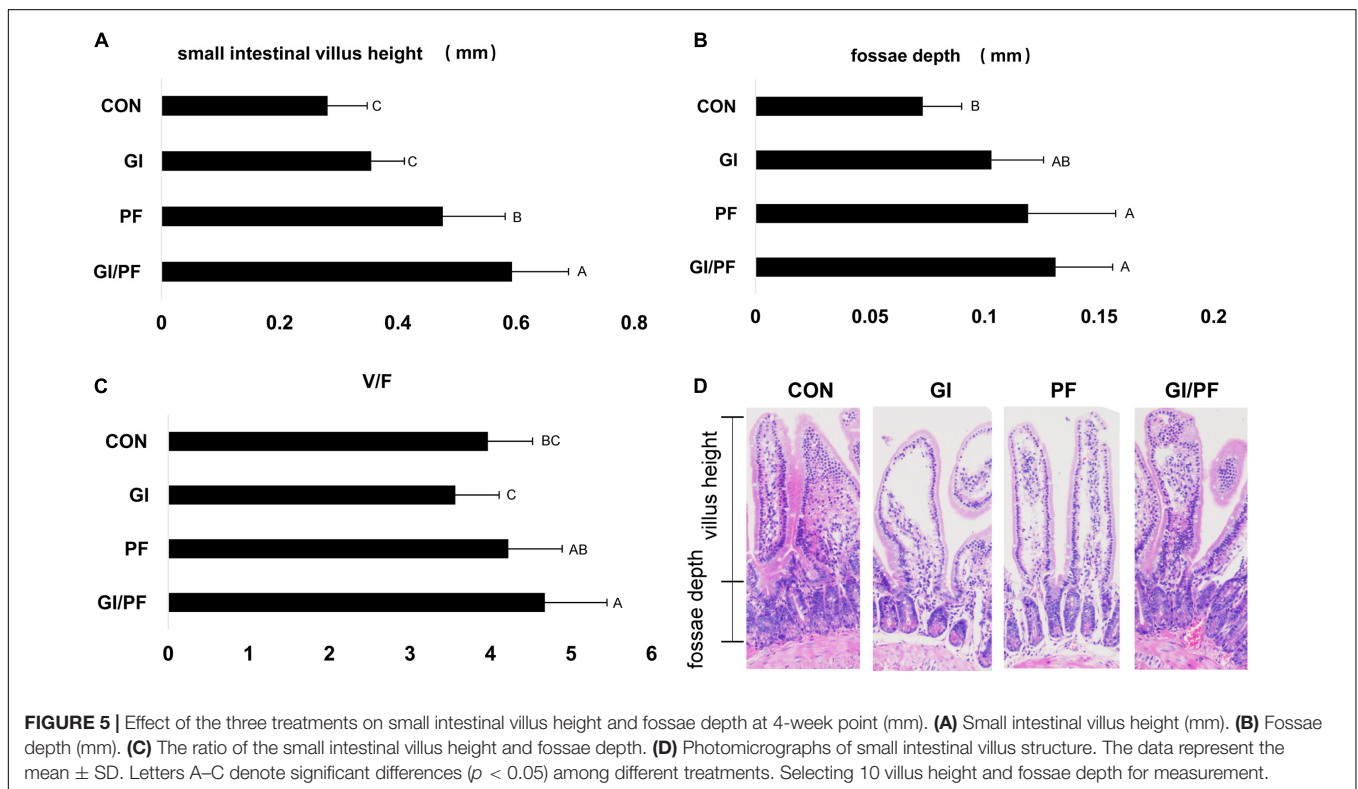 A
small intestinal villus height ( mm )
CON
C
GI
C
PF
B
GI/PF
A
0 0.2 0.4 0.6 0.8
B
fossae depth ( mm )
CON
B
GI
AB
PF
A
GI/PF
A
0 0.05 0.1 0.15 0.2
C
V/F
CON
BC
GI
C
PF
AB
GI/PF
A
0 1 2 3 4 5 6
D
CON GI PF GI/PF
villus height
fossae depth
FIGURE 5 | Effect of the three treatments on small intestinal villus height and fossae depth at 4-week point (mm). (A) Small intestinal villus height (mm). (B) Fossae
depth (mm). (C) The ratio of the small intestinal villus height and fossae depth. (D) Photomicrographs of small intestinal villus structure. The data represent the
mean ± SD. Letters A–C denote significant differences (p < 0.05) among different treatments. Selecting 10 villus height and fossae depth for measurement.